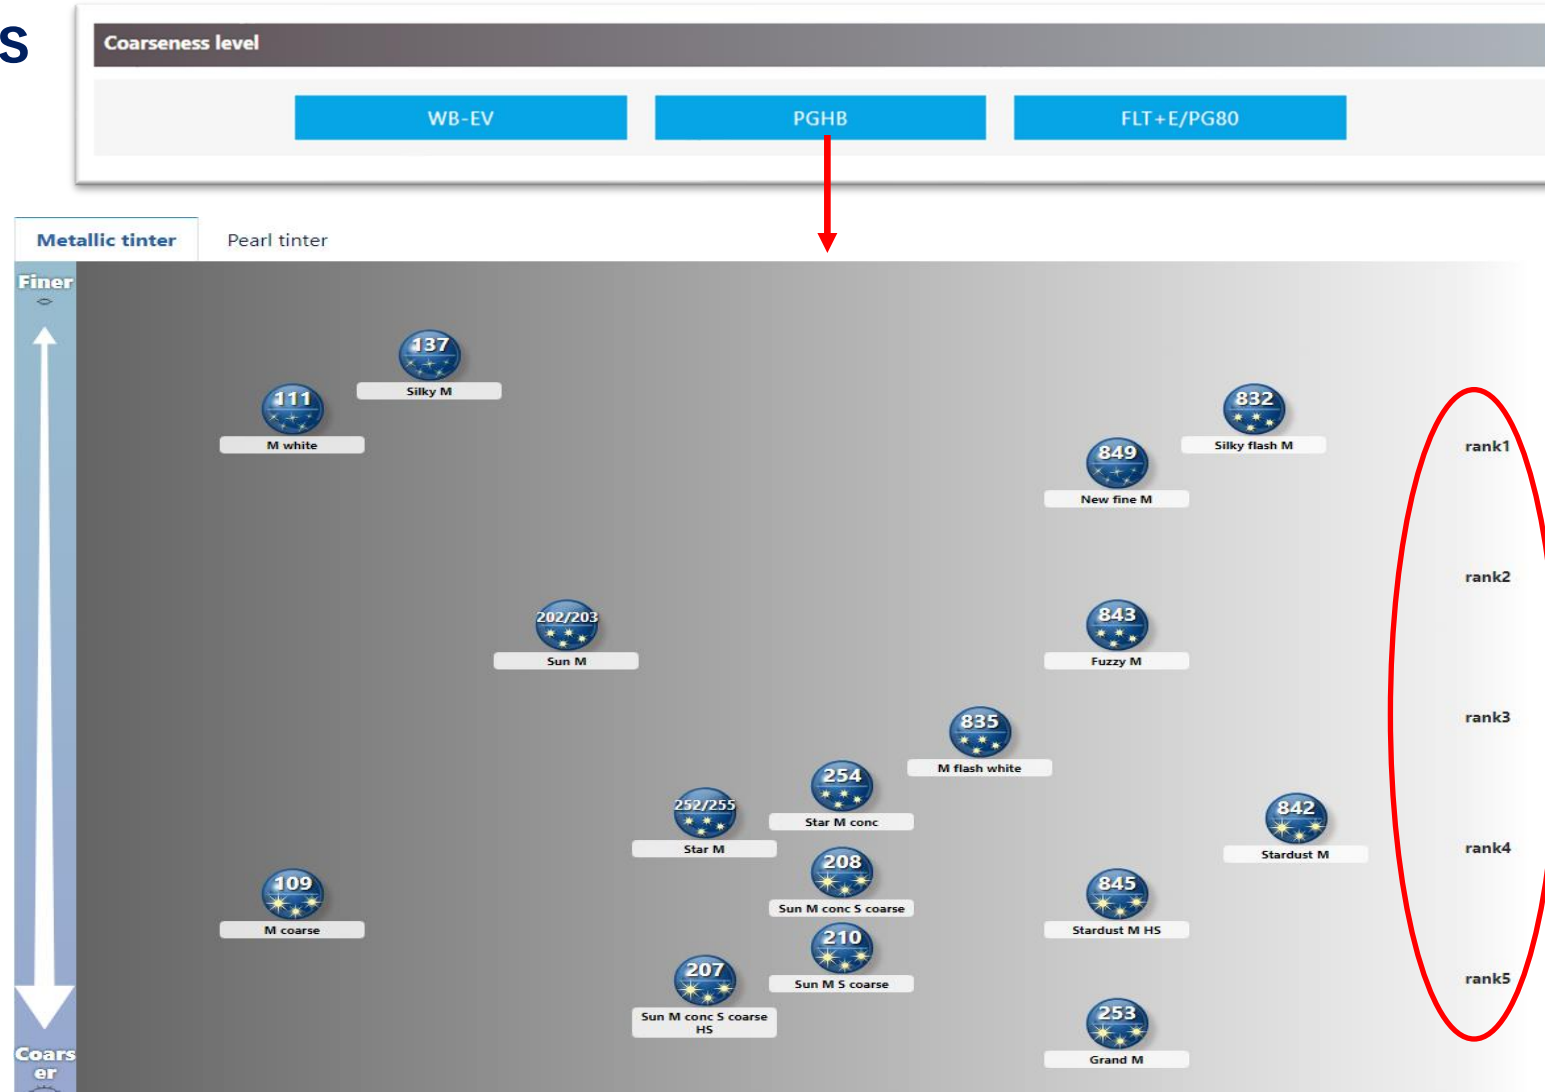 s
Coarseness level
WB-EV
PGHB
FLT+E/PG80
Metallic tinter
Pearl tinter
Finer
137
Silky M
111
M white
832
Silky flash M
rank1
849
New fine M
rank2
202/203
Sun M
843
Fuzzy M
rank3
835
M flash white
254
Star M conc
252/255
Star M
842
Stardust M
rank4
208
Sun M conc S coarse
109
M coarse
845
Stardust M HS
210
Sun M S coarse
rank5
207
Sun M conc S coarse
HS
253
Grand M
Coars
er